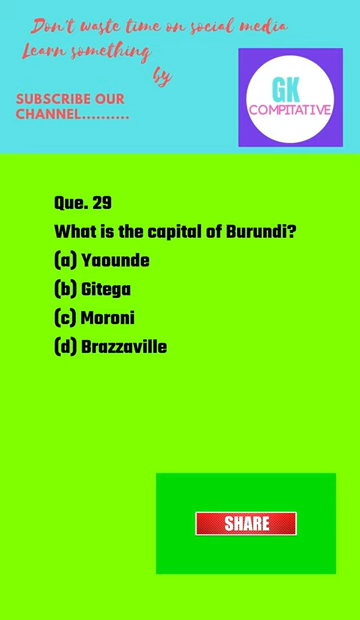 Don't waste time on social media
Learn something
by
SUBSCRIBE OUR
CHANNEL..........
GK
COMPITATIVE
Que. 29
What is the capital of Burundi?
(a) Yaounde
(b) Gitega
(c) Moroni
(d) Brazzaville
SHARE